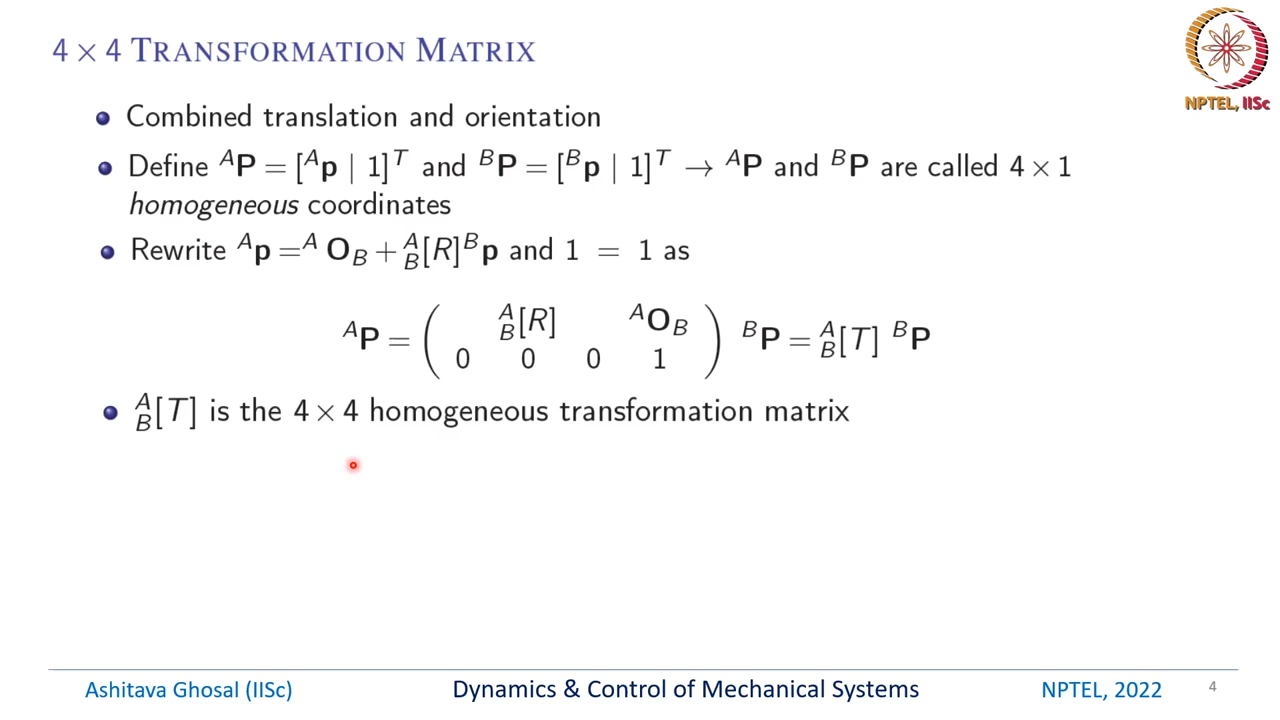 4 × 4 TRANSFORMATION MATRIX
NPTEL, IISc
Combined translation and orientation
Define ᴬP = [ᴬp | 1]ᵀ and ᴮP = [ᴮp | 1]ᵀ → ᴬP and ᴮP are called 4 × 1
homogeneous coordinates
Rewrite ᴬp =ᴬ O_B + ᴬ_B[R]ᴮp and 1 = 1 as
ᴬP = ( ᴬ_B[R] ᴬO_B ) ᴮP = ᴬ_B[T] ᴮP
0 0 0 1
ᴬ_B[T] is the 4 × 4 homogeneous transformation matrix
Ashitava Ghosal (IISc) Dynamics & Control of Mechanical Systems NPTEL, 2022 4